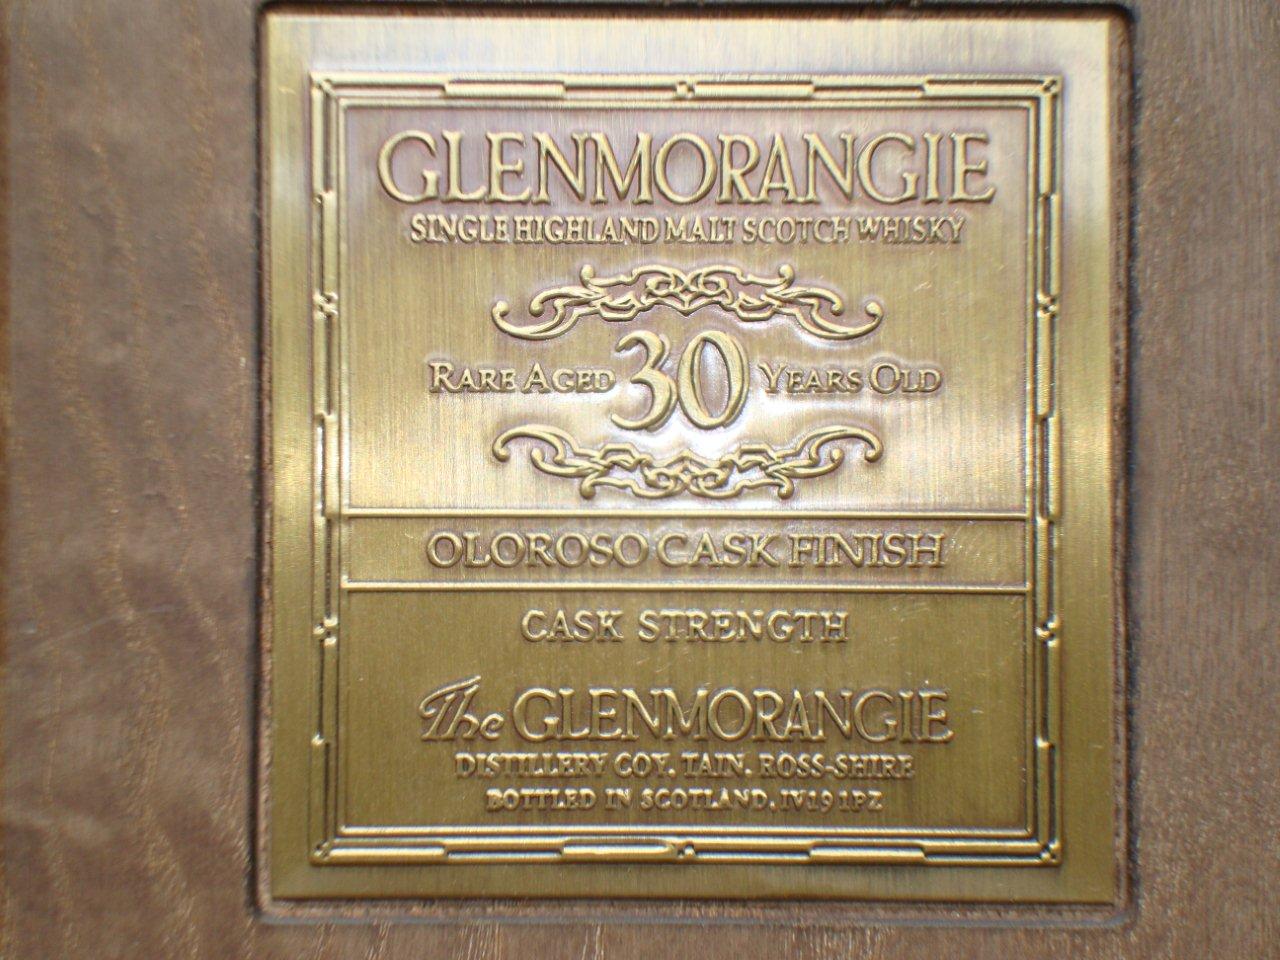 GLENMORANGIE
SINGLE HIGHLAND MALT SCOTCH WHISKY
RARE AGED 30 YEARS OLD
OLOROSO CASK FINISH
CASK STRENGTH
The GLENMORANGIE
DISTILLERY COY. TAIN. ROSS-SHIRE
BOTTLED IN SCOTLAND. IV19 1PZ